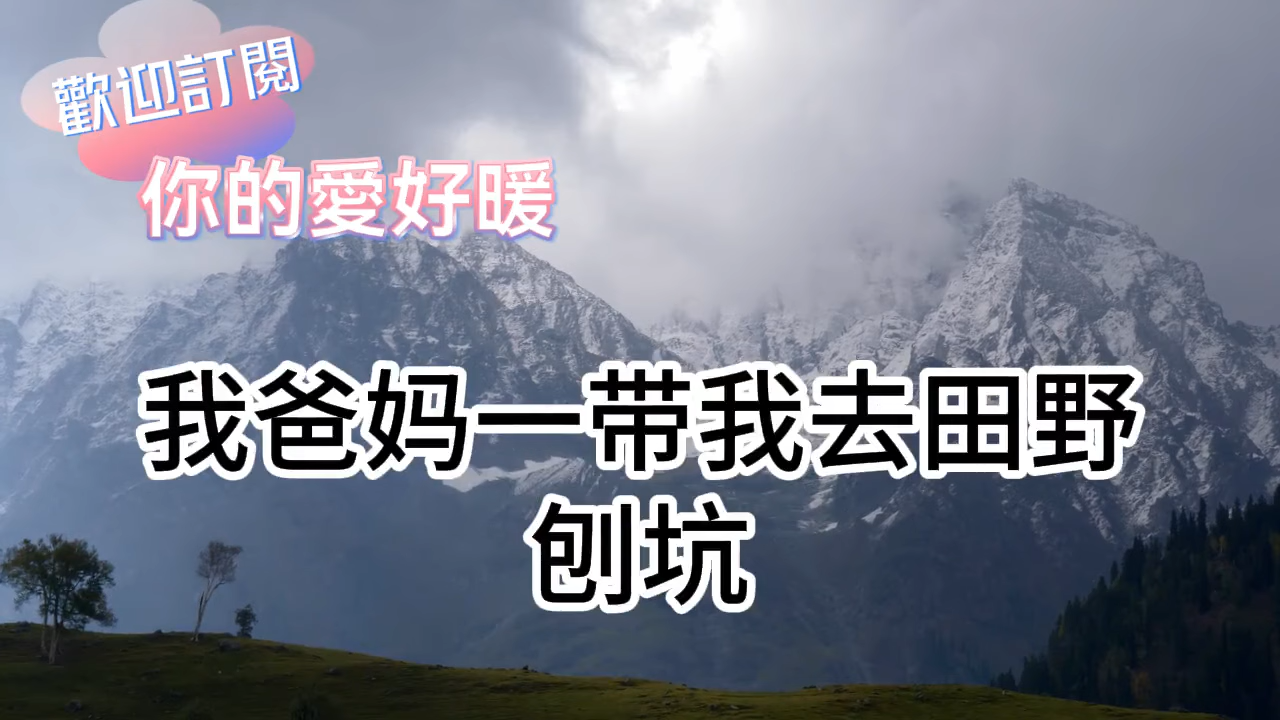 歡迎訂閱
你的愛好暖
我爸妈一带我去田野
刨坑